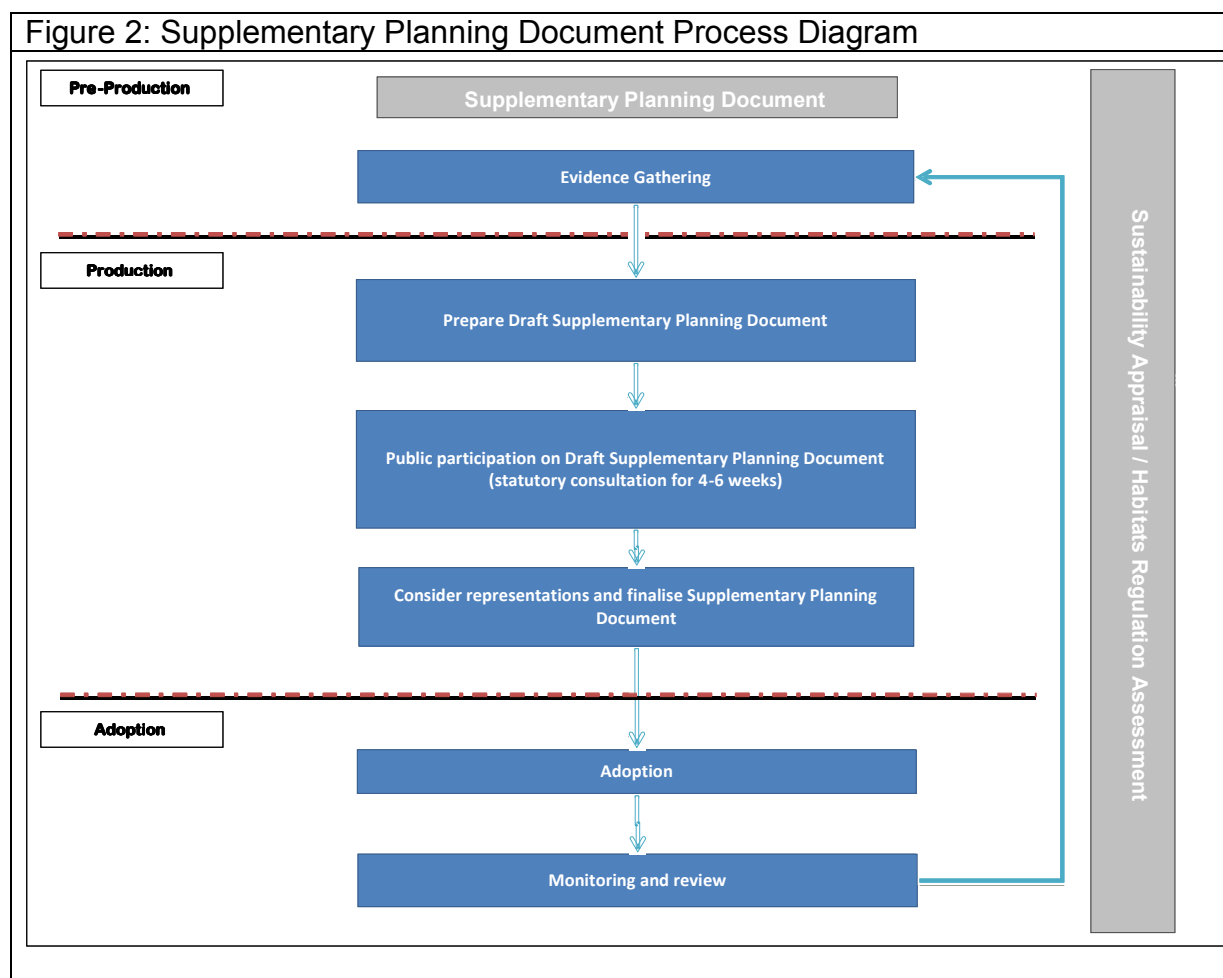 Figure 2: Supplementary Planning Document Process Diagram
Pre-Production
Supplementary Planning Document
Evidence Gathering
Production
Prepare Draft Supplementary Planning Document
Public participation on Draft Supplementary Planning Document
(statutory consultation for 4-6 weeks)
Consider representations and finalise Supplementary Planning
Document
Adoption
Adoption
Monitoring and review
Sustainability Appraisal / Habitats Regulation Assessment